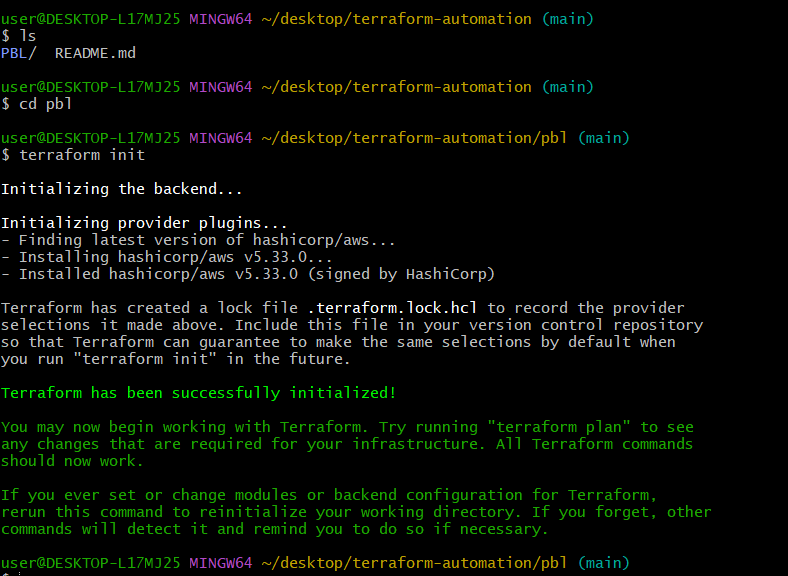 user@DESKTOP-L17MJ25 MINGW64 ~/desktop/terraform-automation (main)
$ ls
PBL/  README.md
user@DESKTOP-L17MJ25 MINGW64 ~/desktop/terraform-automation (main)
$ cd pbl
user@DESKTOP-L17MJ25 MINGW64 ~/desktop/terraform-automation/pbl (main)
$ terraform init
Initializing the backend...
Initializing provider plugins...
- Finding latest version of hashicorp/aws...
- Installing hashicorp/aws v5.33.0...
- Installed hashicorp/aws v5.33.0 (signed by HashiCorp)
Terraform has created a lock file .terraform.lock.hcl to record the provider
selections it made above. Include this file in your version control repository
so that Terraform can guarantee to make the same selections by default when
you run "terraform init" in the future.
Terraform has been successfully initialized!
You may now begin working with Terraform. Try running "terraform plan" to see
any changes that are required for your infrastructure. All Terraform commands
should now work.
If you ever set or change modules or backend configuration for Terraform,
rerun this command to reinitialize your working directory. If you forget, other
commands will detect it and remind you to do so if necessary.
user@DESKTOP-L17MJ25 MINGW64 ~/desktop/terraform-automation/pbl (main)